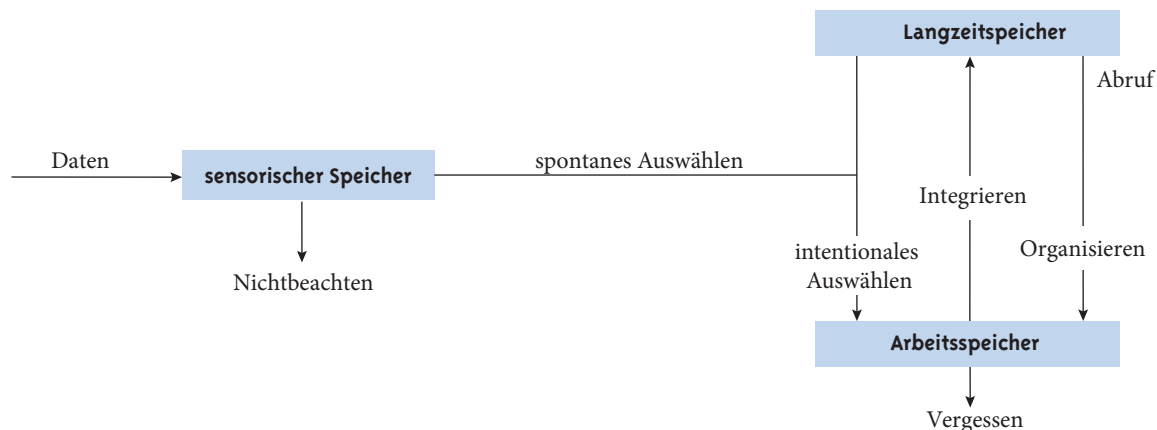 Langzeitspeicher
Abruf
Daten
sensorischer Speicher
spontanes Auswählen
Integrieren
Nichtbeachten
intentionales
Auswählen
Organisieren
Arbeitsspeicher
Vergessen